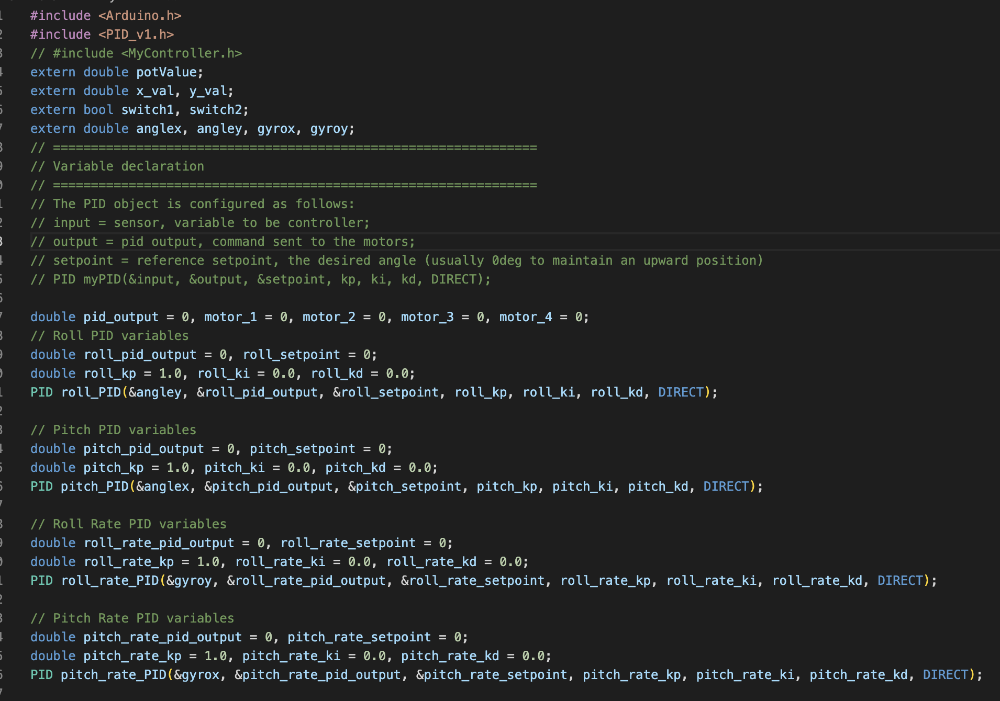 #include <Arduino.h>
#include <PID_v1.h>
// #include <MyController.h>
extern double potValue;
extern double x_val, y_val;
extern bool switch1, switch2;
extern double anglex, angley, gyrox, gyroy;
// ================================================================
// Variable declaration
// ================================================================
// The PID object is configured as follows:
// input = sensor, variable to be controller;
// output = pid output, command sent to the motors;
// setpoint = reference setpoint, the desired angle (usually 0deg to maintain an upward position)
// PID myPID(&input, &output, &setpoint, kp, ki, kd, DIRECT);
double pid_output = 0, motor_1 = 0, motor_2 = 0, motor_3 = 0, motor_4 = 0;
// Roll PID variables
double roll_pid_output = 0, roll_setpoint = 0;
double roll_kp = 1.0, roll_ki = 0.0, roll_kd = 0.0;
PID roll_PID(&angley, &roll_pid_output, &roll_setpoint, roll_kp, roll_ki, roll_kd, DIRECT);
// Pitch PID variables
double pitch_pid_output = 0, pitch_setpoint = 0;
double pitch_kp = 1.0, pitch_ki = 0.0, pitch_kd = 0.0;
PID pitch_PID(&anglex, &pitch_pid_output, &pitch_setpoint, pitch_kp, pitch_ki, pitch_kd, DIRECT);
// Roll Rate PID variables
double roll_rate_pid_output = 0, roll_rate_setpoint = 0;
double roll_rate_kp = 1.0, roll_rate_ki = 0.0, roll_rate_kd = 0.0;
PID roll_rate_PID(&gyroy, &roll_rate_pid_output, &roll_rate_setpoint, roll_rate_kp, roll_rate_ki, roll_rate_kd, DIRECT);
// Pitch Rate PID variables
double pitch_rate_pid_output = 0, pitch_rate_setpoint = 0;
double pitch_rate_kp = 1.0, pitch_rate_ki = 0.0, pitch_rate_kd = 0.0;
PID pitch_rate_PID(&gyrox, &pitch_rate_pid_output, &pitch_rate_setpoint, pitch_rate_kp, pitch_rate_ki, pitch_rate_kd, DIRECT);